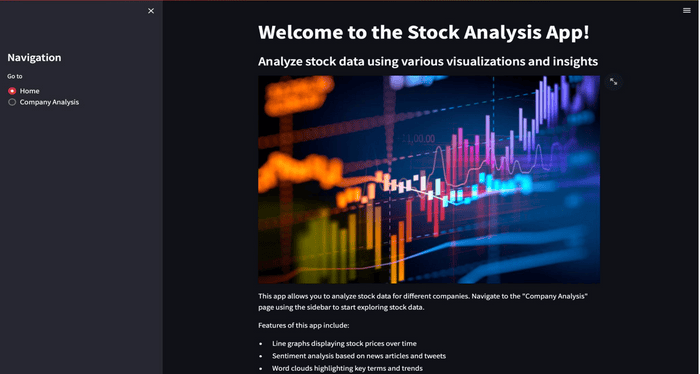 Welcome to the Stock Analysis App!
Navigation
Analyze stock data using various visualizations and insights
Go to
Home
Company Analysis
This app allows you to analyze stock data for different companies. Navigate to the "Company Analysis"
page using the sidebar to start exploring stock data.
Features of this app include:
• Line graphs displaying stock prices over time
• Sentiment analysis based on news articles and tweets
• Word clouds highlighting key terms and trends